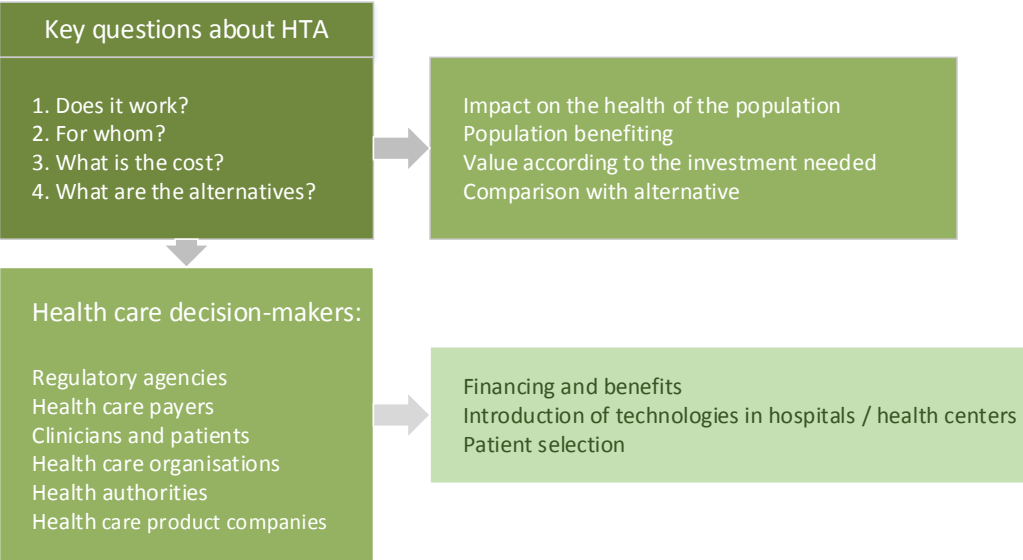 Key questions about HTA
1. Does it work?
2. For whom?
3. What is the cost?
4. What are the alternatives?
Impact on the health of the population
Population benefiting
Value according to the investment needed
Comparison with alternative
Health care decision-makers:
Regulatory agencies
Health care payers
Clinicians and patients
Health care organisations
Health authorities
Health care product companies
Financing and benefits
Introduction of technologies in hospitals / health centers
Patient selection